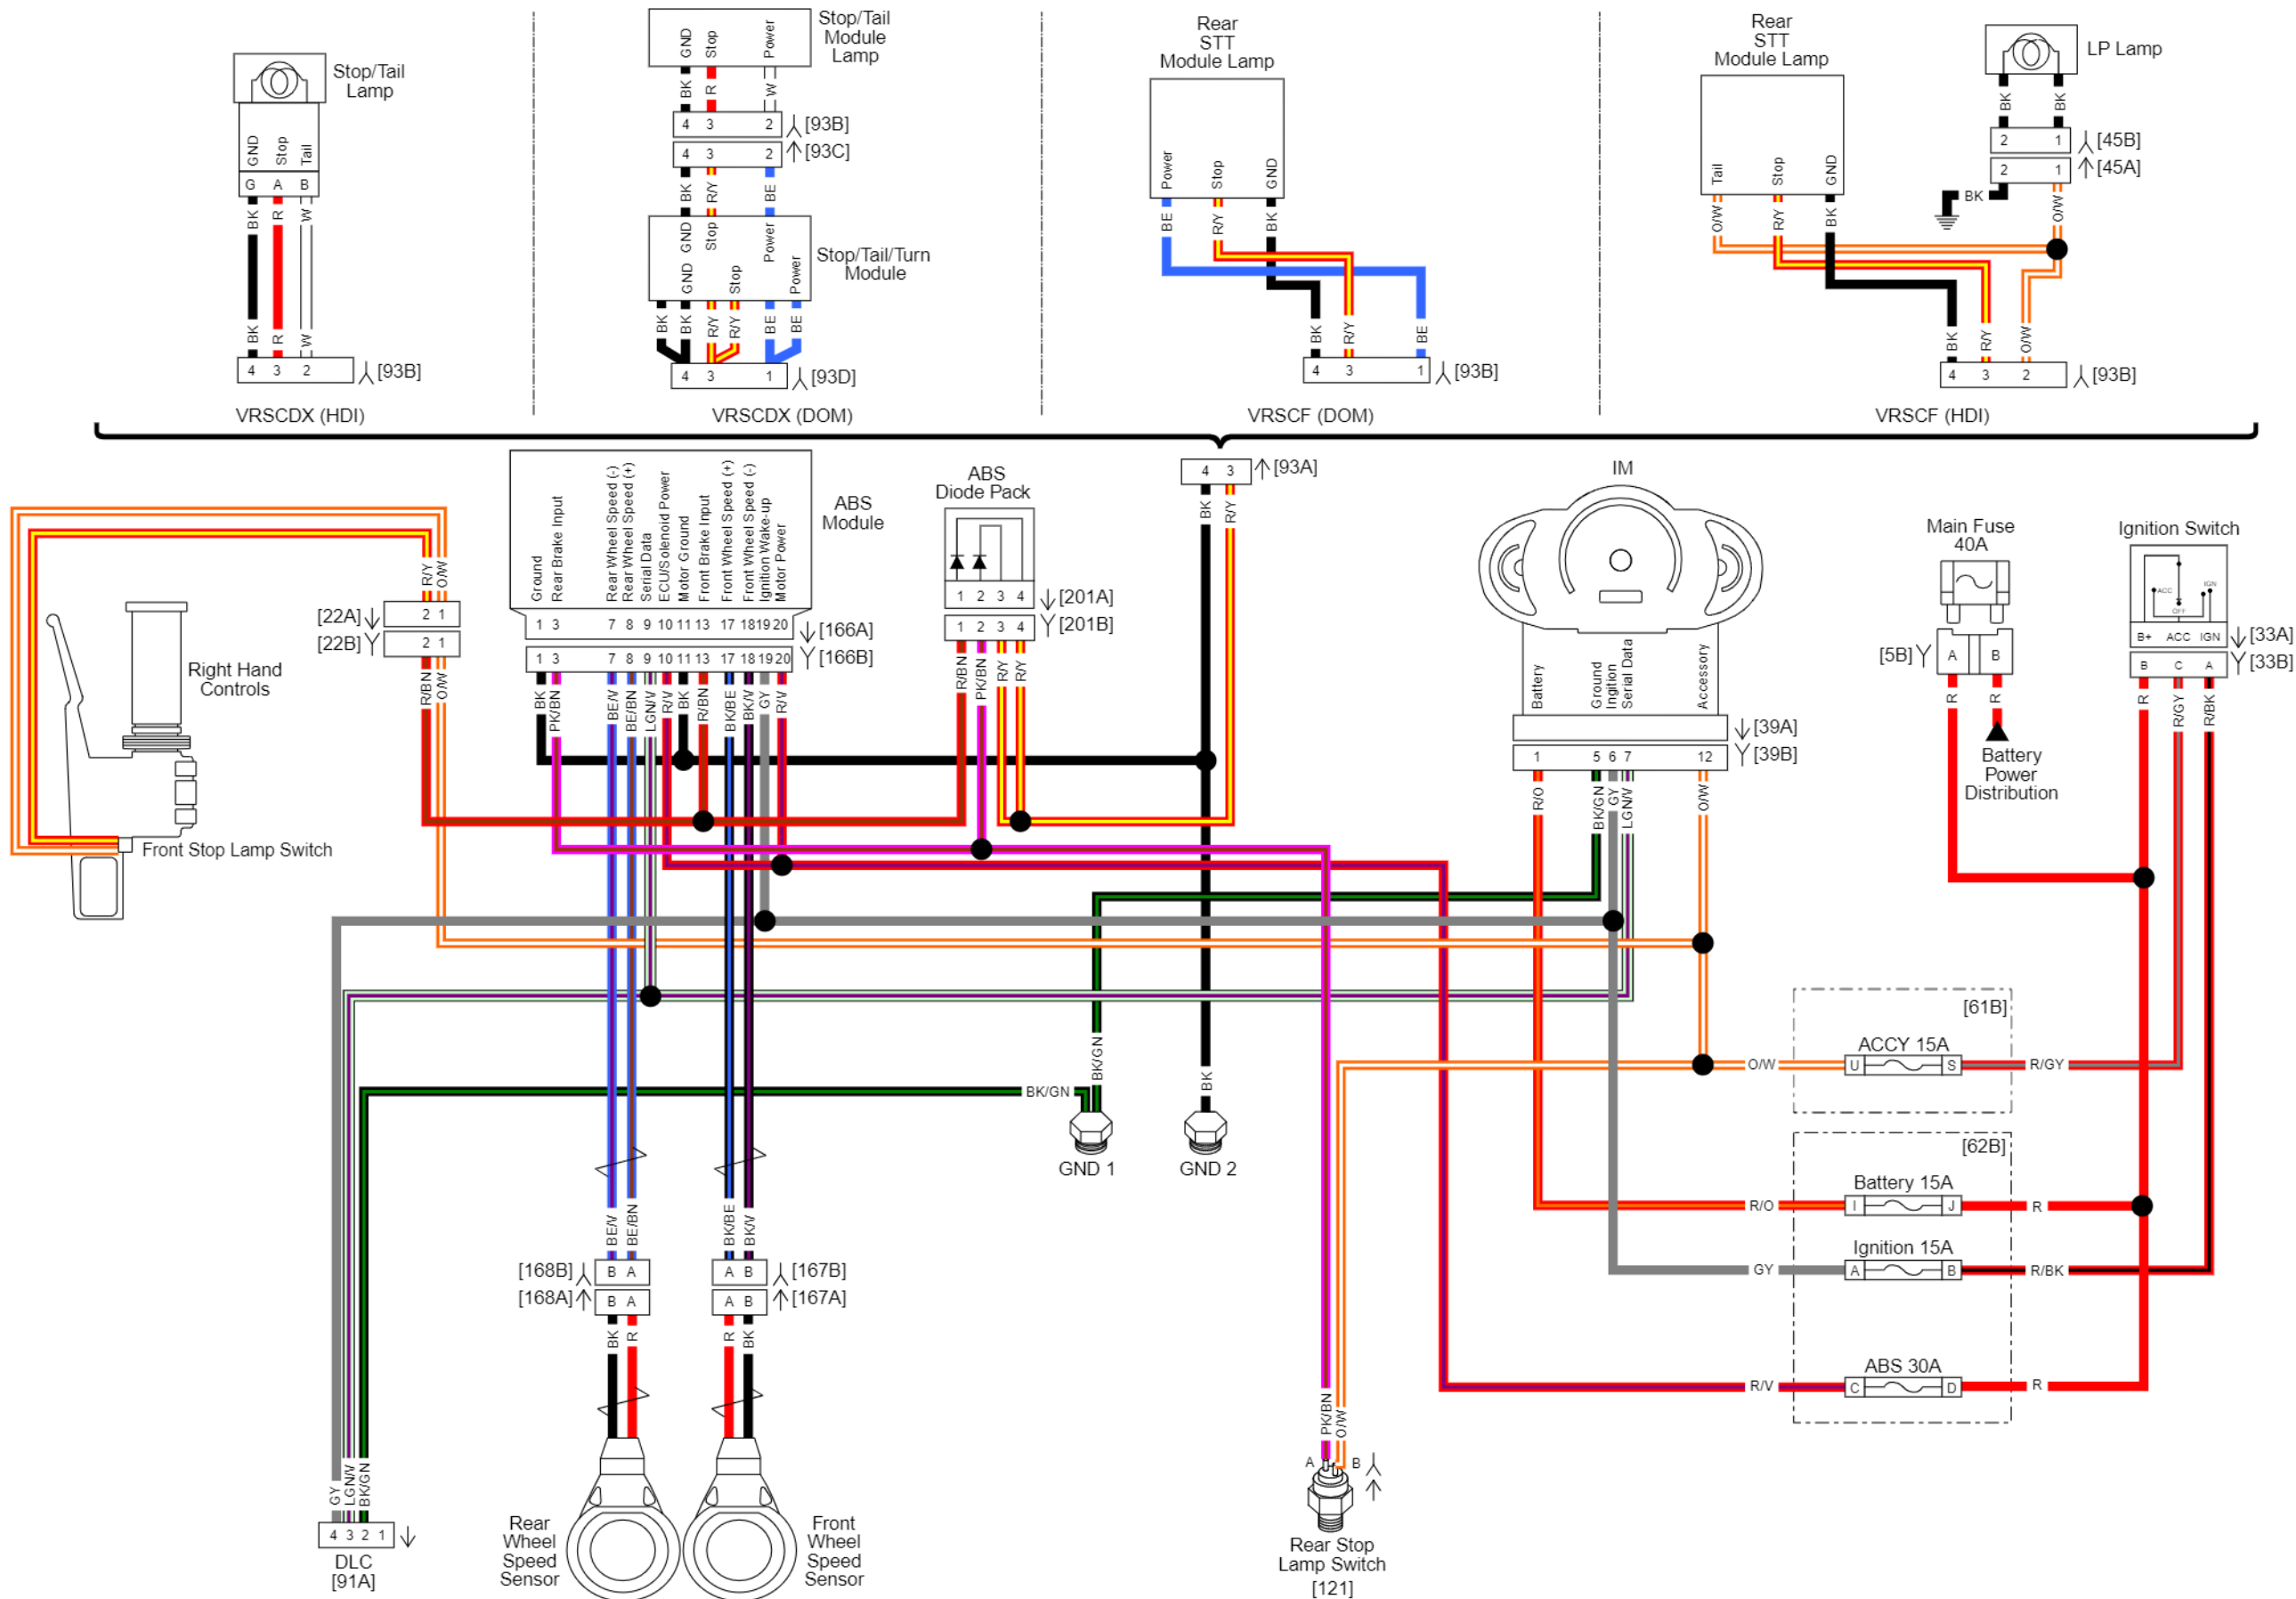 Stop/Tail
Lamp
GND
Stop
Tail
G A B
BK
R
W
BK
R
W
4 3 2
[93B]
VRSCDX (HDI)
Stop/Tail
Module
Lamp
GND
Stop
Power
BK
R
W
4 3 2
[93B]
4 3 2
[93C]
BK
R/Y
BE
GND
Stop
Power
GND
Stop
Power
Stop/Tail/Turn
Module
BK
BK
R/Y
R/Y
BE
BE
4 3 1
[93D]
VRSCDX (DOM)
Rear
STT
Module Lamp
Power
Stop
GND
BE
R/Y
BK
BK
R/Y
BE
4 3 1
[93B]
VRSCF (DOM)
Rear
STT
Module Lamp
Tail
Stop
GND
O/W
R/Y
BK
LP Lamp
BK
BK
2 1
[45B]
2 1
[45A]
BK
O/W
BK
R/Y
O/W
4 3 2
[93B]
VRSCF (HDI)
R/Y
O/W
[22A]
2 1
[22B]
2 1
R/BN
O/W
Right Hand
Controls
Front Stop Lamp Switch
Ground
Rear Brake Input
Rear Wheel Speed (-)
Rear Wheel Speed (+)
Serial Data
ECU/Solenoid Power
Motor Ground
Front Brake Input
Front Wheel Speed (+)
Front Wheel Speed (-)
Ignition Wake-up
Motor Power
ABS
Module
1 3 7 8 9 10 11 13 17 18 19 20
[166A]
1 3 7 8 9 10 11 13 17 18 19 20
[166B]
BK
PK/BN
BE/V
BE/BN
LGN/V
R/V
BK
R/BN
BK/BE
BK/V
GY
R/V
ABS
Diode Pack
1 2 3 4
[201A]
1 2 3 4
[201B]
R/BN
PK/BN
R/Y
R/Y
4 3
[93A]
BK
R/Y
IM
Battery
Ground
Ingition
Serial Data
Accessory
[39A]
1 5 6 7 12
[39B]
R/O
BK/GN
GY
LGN/V
O/W
Main Fuse
40A
[5B]
A B
R
R
Battery
Power
Distribution
Ignition Switch
ACC
OFF
IGN
B+ ACC IGN
[33A]
B C A
[33B]
R
R/GY
R/BK
[61B]
ACCY 15A
O/W
U S
R/GY
[62B]
Battery 15A
R/O
I J
R
Ignition 15A
GY
A B
R/BK
ABS 30A
R/V
C D
R
BK/GN
BK/GN
BK
GND 1
GND 2
BE/V
BE/BN
BK/BE
BK/V
[168B]
B A
A B
[167B]
[168A]
B A
A B
[167A]
BK
R
R
BK
Rear
Wheel
Speed
Sensor
Front
Wheel
Speed
Sensor
GY
LGN/V
BK/GN
4 3 2 1
DLC
[91A]
PK/BN
O/W
A B
Rear Stop
Lamp Switch
[121]